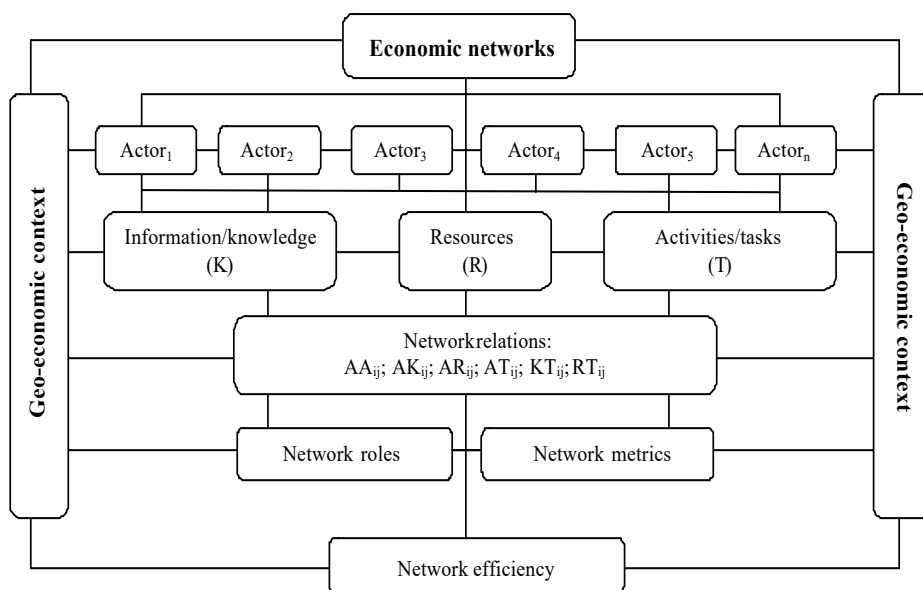 Economic networks
Geo-economic context
Actor₁ Actor₂ Actor₃ Actor₄ Actor₅ Actorₙ
Information/knowledge
(K)
Resources
(R)
Activities/tasks
(T)
Networkrelations:
AAᵢⱼ; AKᵢⱼ; ARᵢⱼ; ATᵢⱼ; KTᵢⱼ; RTᵢⱼ
Network roles
Network metrics
Network efficiency
Geo-economic context